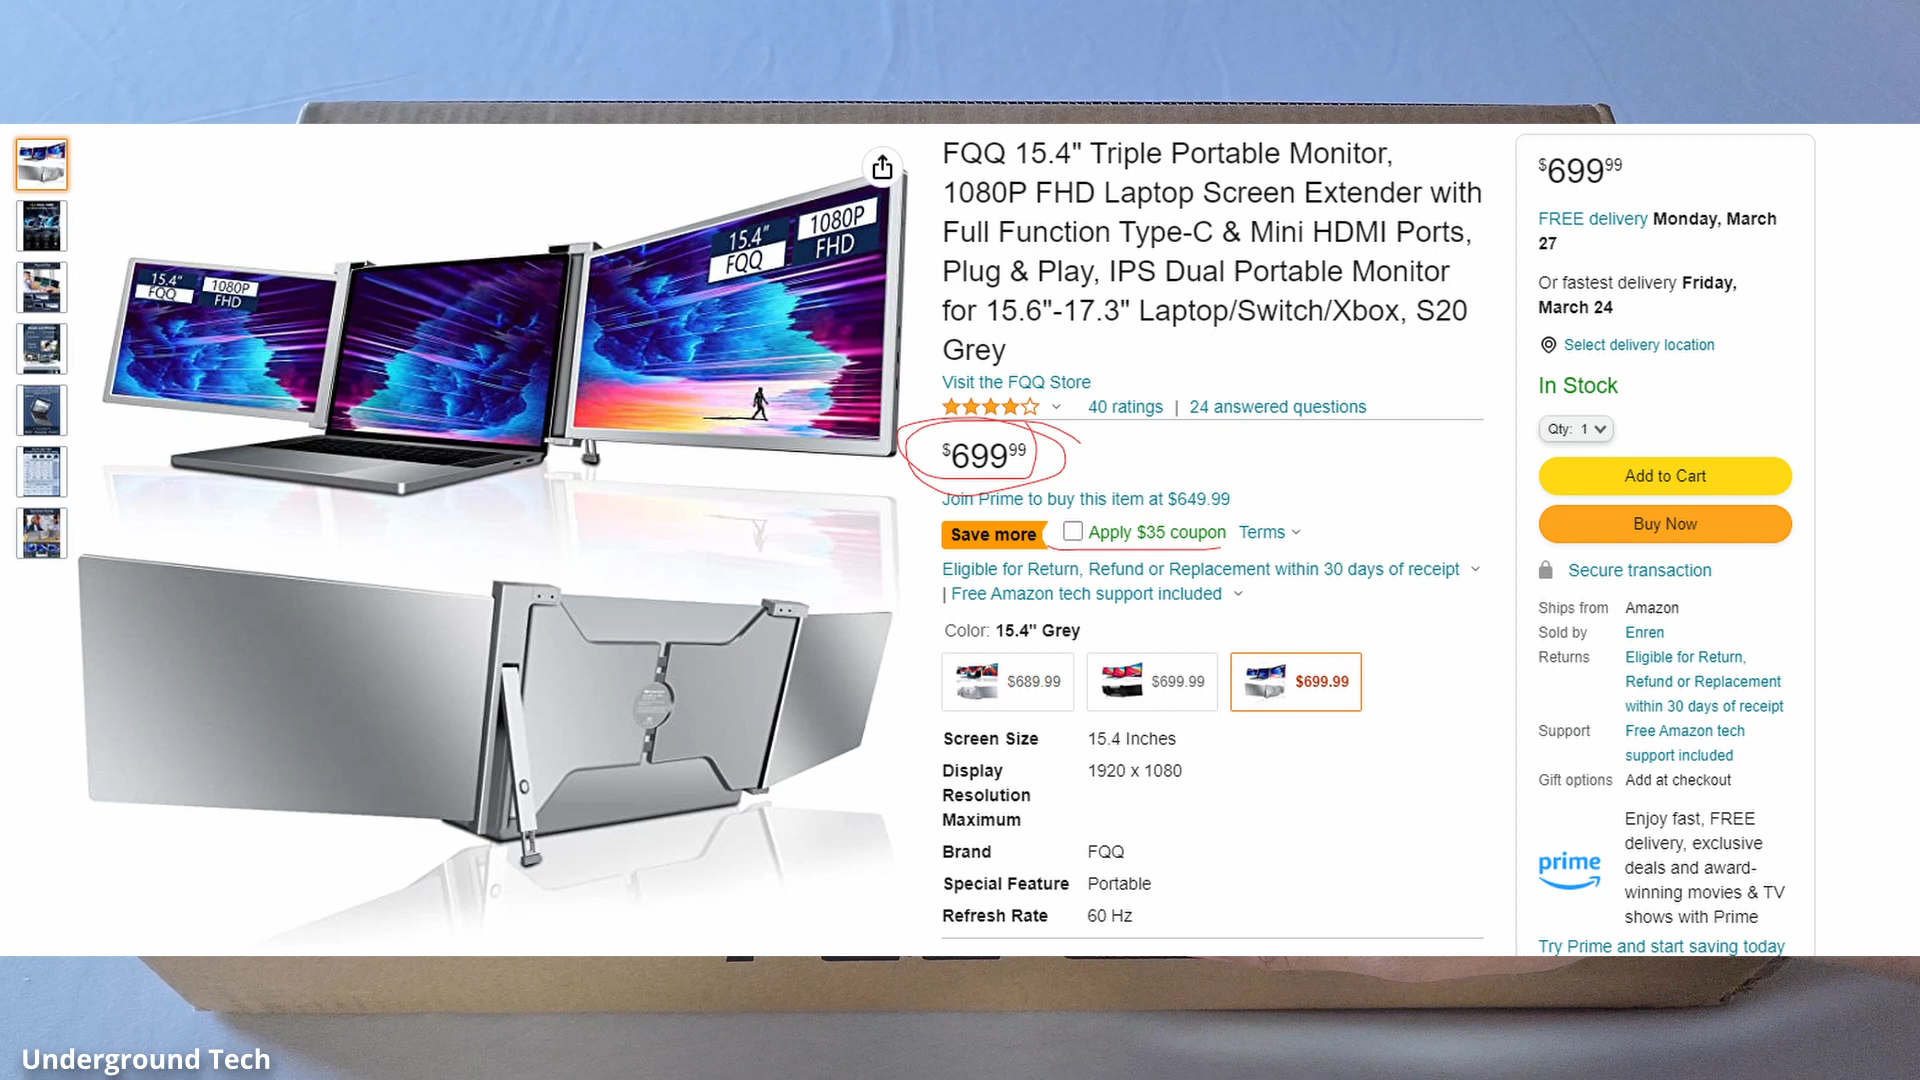 15.4"
FQQ
1080P
FHD
15.4"
FQQ
1080P
FHD
FQQ 15.4" Triple Portable Monitor,
1080P FHD Laptop Screen Extender with
Full Function Type-C & Mini HDMI Ports,
Plug & Play, IPS Dual Portable Monitor
for 15.6"-17.3" Laptop/Switch/Xbox, S20
Grey
Visit the FQQ Store
40 ratings | 24 answered questions
$699.99
Join Prime to buy this item at $649.99
Save more Apply $35 coupon Terms
Eligible for Return, Refund or Replacement within 30 days of receipt
| Free Amazon tech support included
Color: 15.4" Grey
$689.99 $699.99 $699.99
Screen Size 15.4 Inches
Display Resolution Maximum 1920 x 1080
Brand FQQ
Special Feature Portable
Refresh Rate 60 Hz
$699.99
FREE delivery Monday, March
27
Or fastest delivery Friday,
March 24
Select delivery location
In Stock
Qty: 1
Add to Cart
Buy Now
Secure transaction
Ships from Amazon
Sold by Enren
Returns Eligible for Return,
Refund or Replacement
within 30 days of receipt
Support Free Amazon tech
support included
Gift options Add at checkout
prime
Enjoy fast, FREE
delivery, exclusive
deals and award-
winning movies & TV
shows with Prime
Try Prime and start saving today
Underground Tech